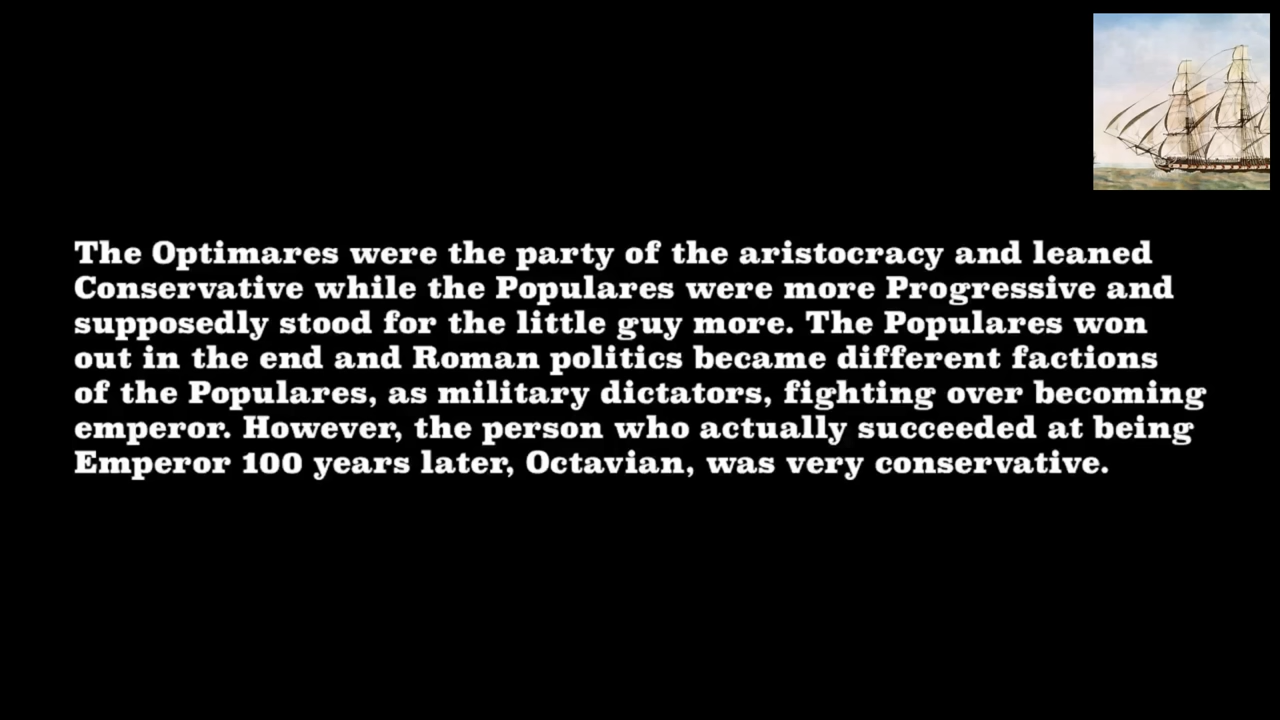 The Optimares were the party of the aristocracy and leaned
Conservative while the Populares were more Progressive and
supposedly stood for the little guy more. The Populares won
out in the end and Roman politics became different factions
of the Populares, as military dictators, fighting over becoming
emperor. However, the person who actually succeeded at being
Emperor 100 years later, Octavian, was very conservative.